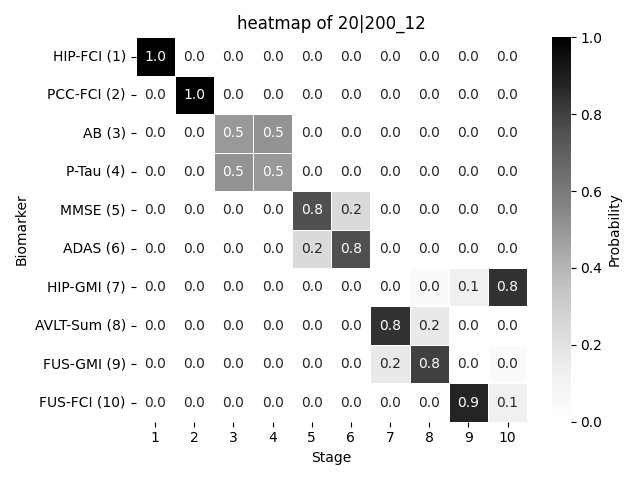 heatmap of 20|200_12
HIP-FCI (1) 1.0 0.0 0.0 0.0 0.0 0.0 0.0 0.0 0.0 0.0
PCC-FCI (2) 0.0 1.0 0.0 0.0 0.0 0.0 0.0 0.0 0.0 0.0
AB (3) 0.0 0.0 0.5 0.5 0.0 0.0 0.0 0.0 0.0 0.0
P-Tau (4) 0.0 0.0 0.5 0.5 0.0 0.0 0.0 0.0 0.0 0.0
MMSE (5) 0.0 0.0 0.0 0.0 0.8 0.2 0.0 0.0 0.0 0.0
ADAS (6) 0.0 0.0 0.0 0.0 0.2 0.8 0.0 0.0 0.0 0.0
HIP-GMI (7) 0.0 0.0 0.0 0.0 0.0 0.0 0.0 0.0 0.1 0.8
AVLT-Sum (8) 0.0 0.0 0.0 0.0 0.0 0.0 0.8 0.2 0.0 0.0
FUS-GMI (9) 0.0 0.0 0.0 0.0 0.0 0.0 0.2 0.8 0.0 0.0
FUS-FCI (10) 0.0 0.0 0.0 0.0 0.0 0.0 0.0 0.0 0.9 0.1
1 2 3 4 5 6 7 8 9 10
Stage
Biomarker
1.0
0.8
0.6
0.4
0.2
0.0
Probability